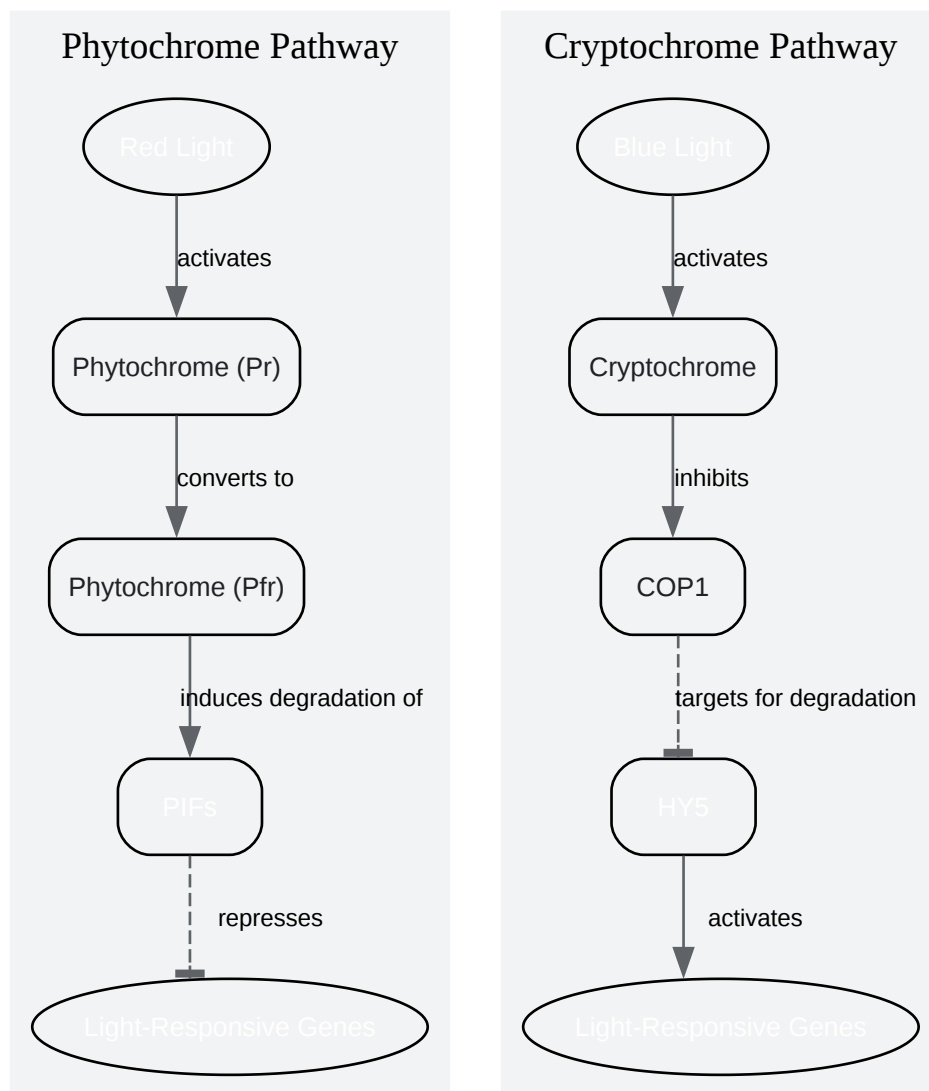 Phytochrome Pathway
Red Light
activates
Phytochrome (Pr)
converts to
Phytochrome (Pfr)
induces degradation of
PIFs
represses
Light-Responsive Genes
Cryptochrome Pathway
Blue Light
activates
Cryptochrome
inhibits
COP1
targets for degradation
HY5
activates
Light-Responsive Genes